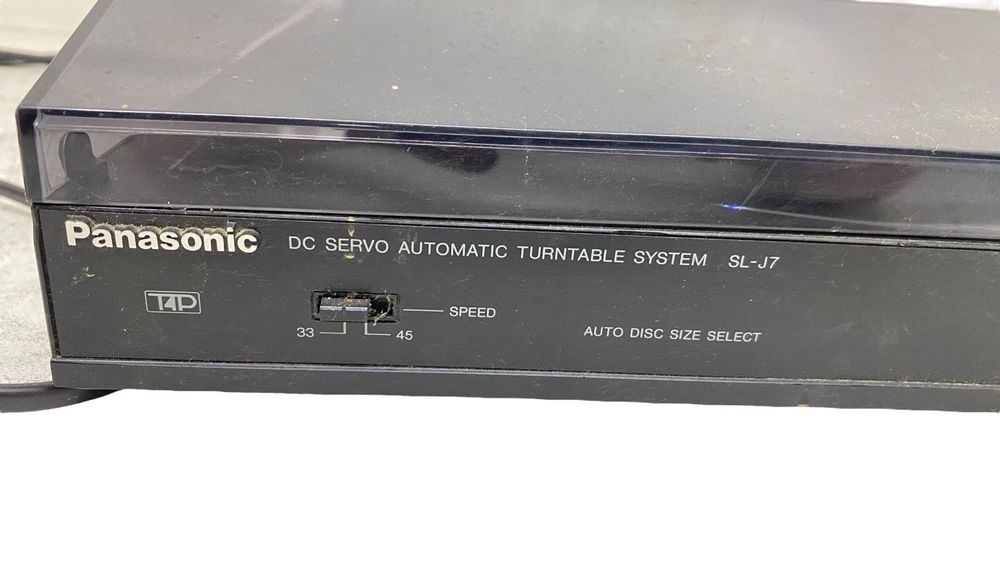 Panasonic DC SERVO AUTOMATIC TURNTABLE SYSTEM SL-J7
T4P
SPEED
33 45
AUTO DISC SIZE SELECT